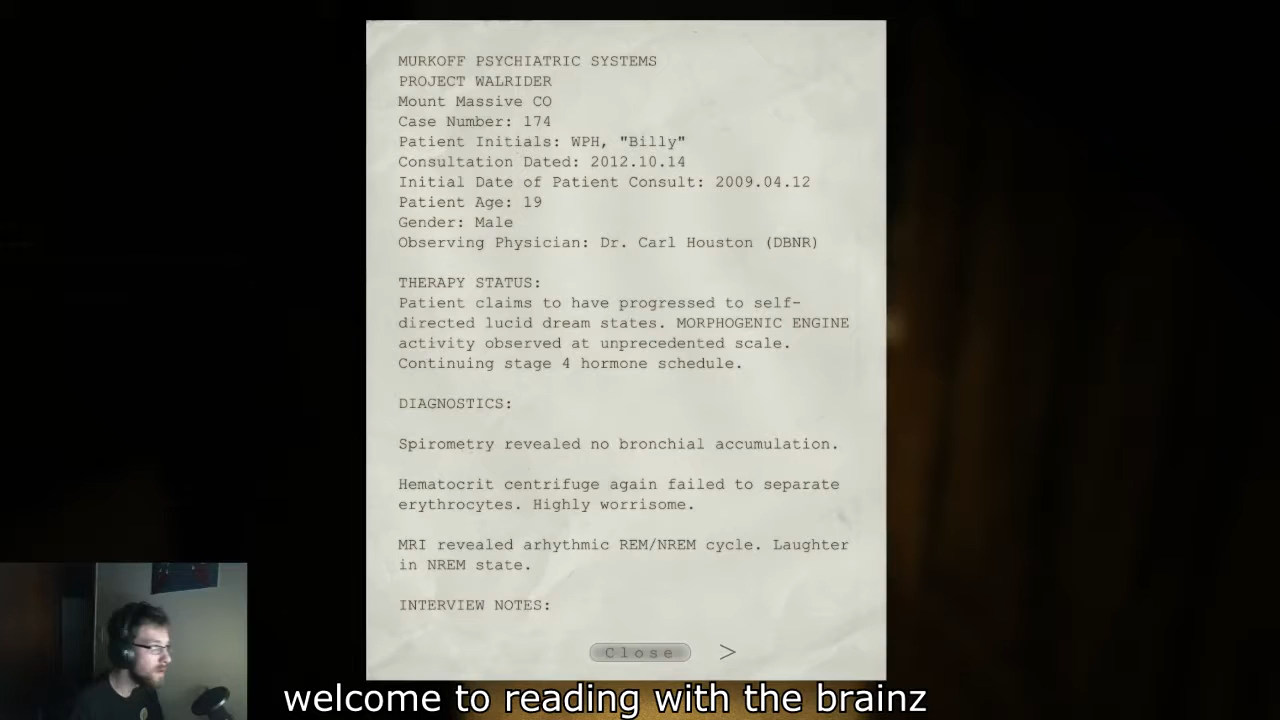 MURKOFF PSYCHIATRIC SYSTEMS
PROJECT WALRIDER
Mount Massive CO
Case Number: 174
Patient Initials: WPH, "Billy"
Consultation Dated: 2012.10.14
Initial Date of Patient Consult: 2009.04.12
Patient Age: 19
Gender: Male
Observing Physician: Dr. Carl Houston (DBNR)
THERAPY STATUS:
Patient claims to have progressed to self-
directed lucid dream states. MORPHOGENIC ENGINE
activity observed at unprecedented scale.
Continuing stage 4 hormone schedule.
DIAGNOSTICS:
Spirometry revealed no bronchial accumulation.
Hematocrit centrifuge again failed to separate
erythrocytes. Highly worrisome.
MRI revealed arhythmic REM/NREM cycle. Laughter
in NREM state.
INTERVIEW NOTES:
Close >
welcome to reading with the brainz